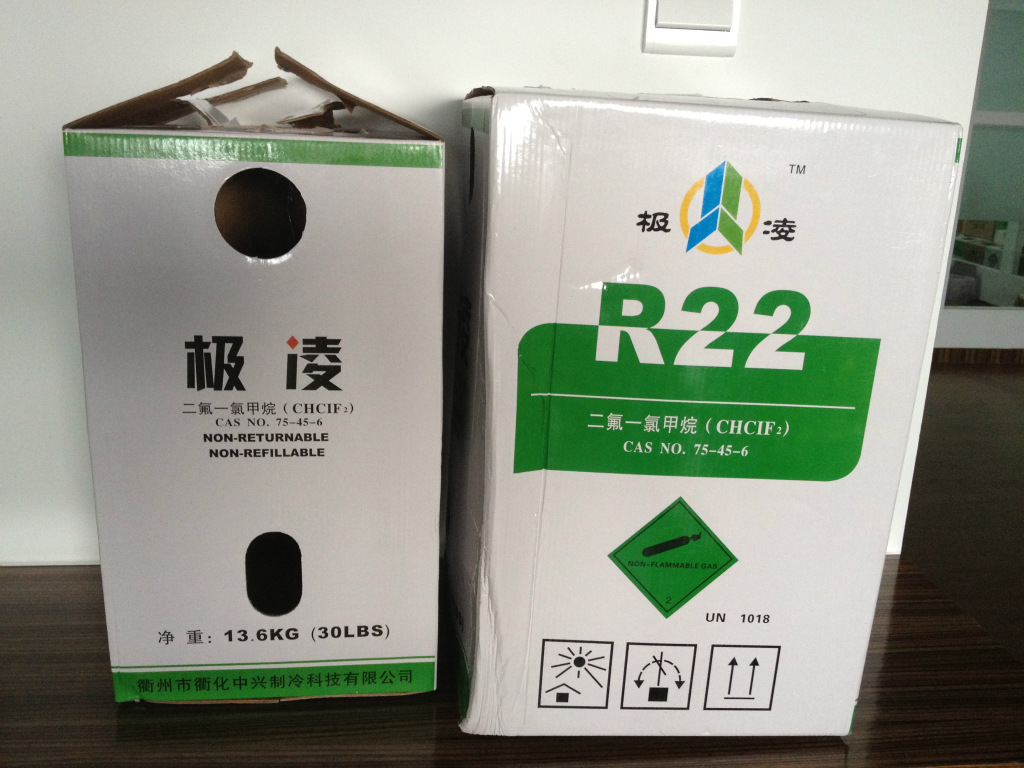 极 凌
二氟一氯甲烷(CHCIF₂)
CAS NO. 75-45-6
NON-RETURNABLE
NON-REFILLABLE
净 重: 13.6KG (30LBS)
衢州市衢化中兴制冷科技有限公司
TM
极 凌
R22
二氟一氯甲烷(CHCIF₂)
CAS NO. 75-45-6
NON-FLAMMABLE GAS
2
UN 1018